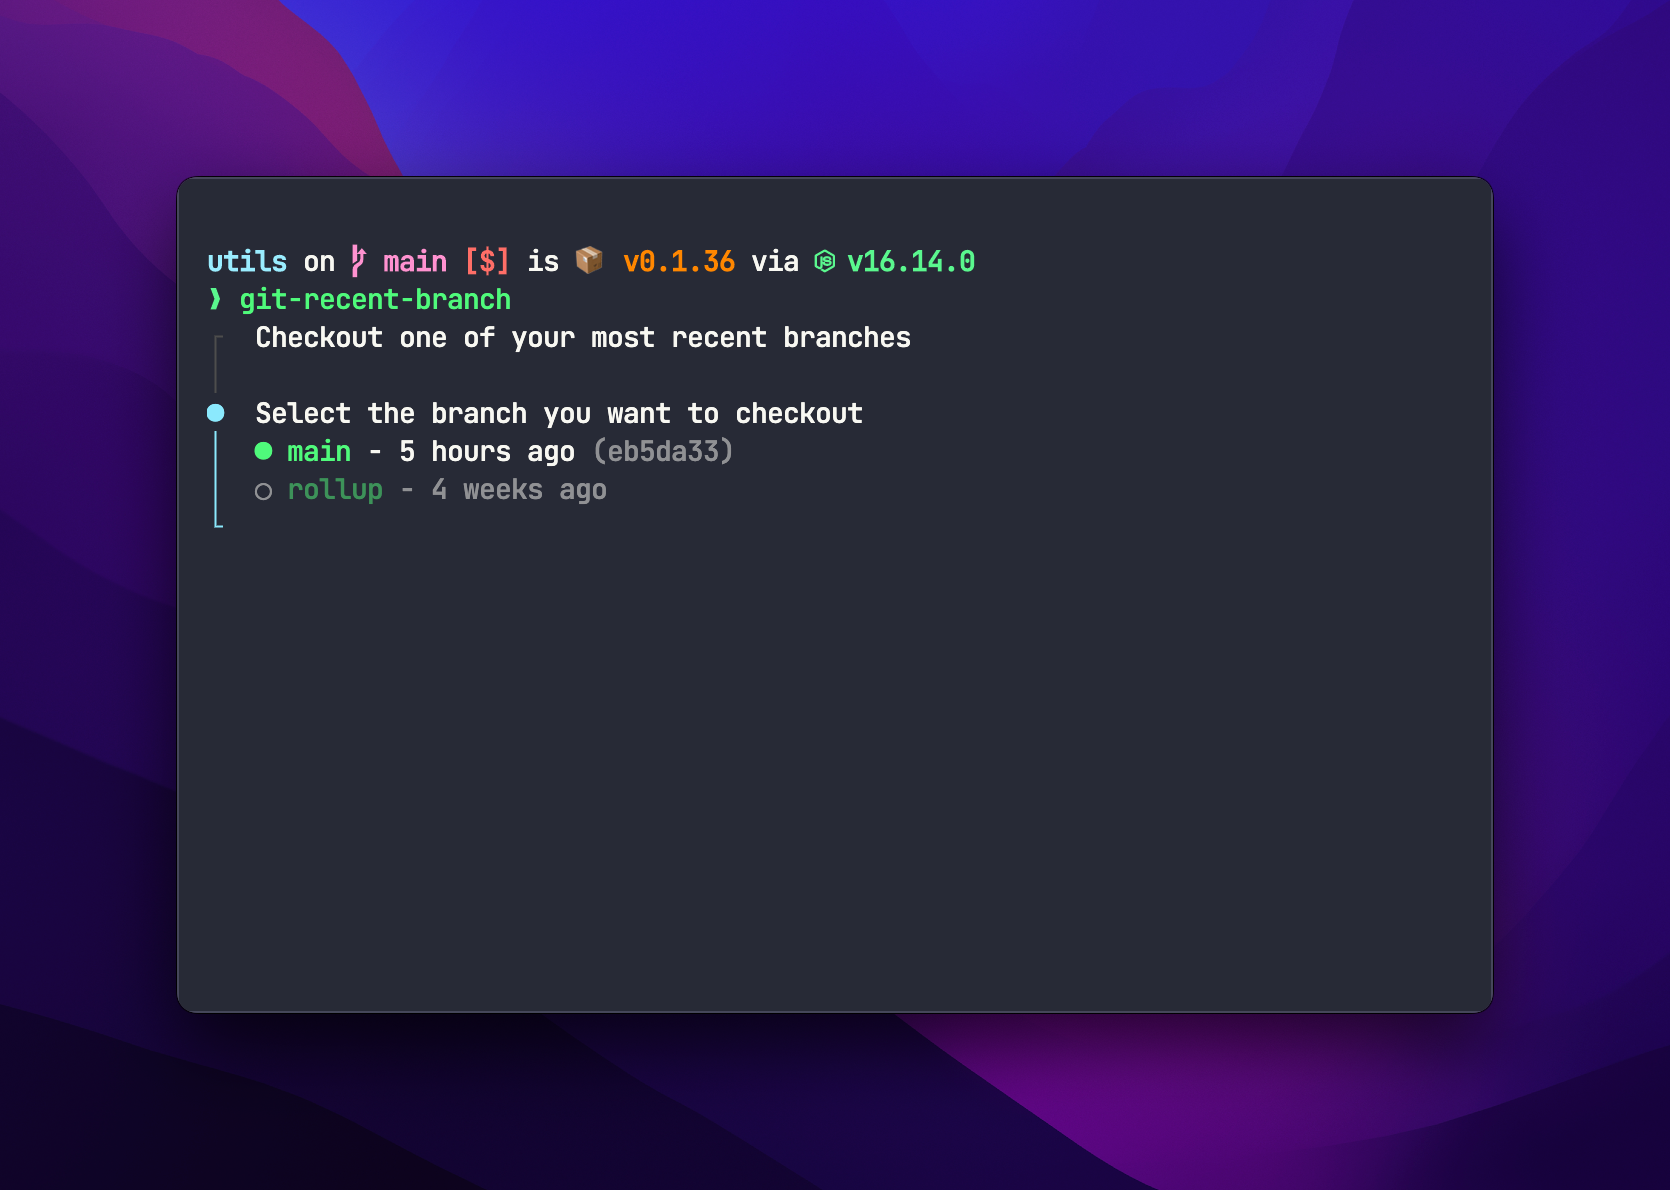 utils on main [$] is 📦 v0.1.36 via v16.14.0
❯ git-recent-branch
Checkout one of your most recent branches
Select the branch you want to checkout
● main - 5 hours ago (eb5da33)
○ rollup - 4 weeks ago